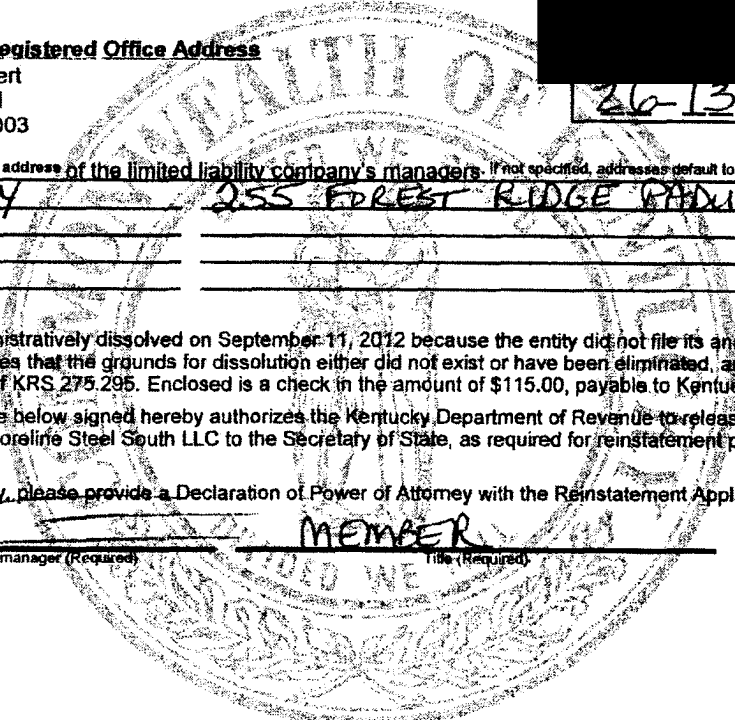 egistered Office Address
ert
003
26-13
address of the limited liability company's managers. If not specified, addresses default to
Y 255 FOREST RIDGE PADU
istratively dissolved on September 11, 2012 because the entity did not file its an
es that the grounds for dissolution either did not exist or have been eliminated, a
f KRS 275.295. Enclosed is a check in the amount of $115.00, payable to Kentuc
e below signed hereby authorizes the Kentucky Department of Revenue to releas
oreline Steel South LLC to the Secretary of State, as required for reinstatement p
y, please provide a Declaration of Power of Attorney with the Reinstatement Appl
MEMBER
manager (Required) Title (Required)